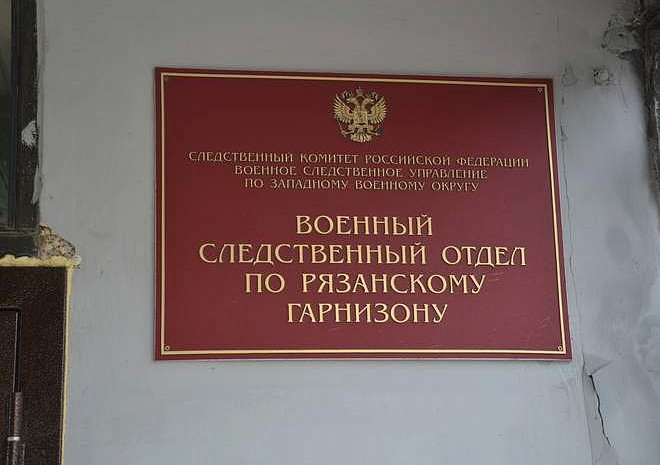 СЛЕДСТВЕННЫЙ КОМИТЕТ РОССИЙСКОЙ ФЕДЕРАЦИИ
ВОЕННОЕ СЛЕДСТВЕННОЕ УПРАВЛЕНИЕ
ПО ЗАПАДНОМУ ВОЕННОМУ ОКРУГУ
ВОЕННЫЙ
СЛЕДСТВЕННЫЙ ОТДЕЛ
ПО РЯЗАНСКОМУ
ГАРНИЗОНУ